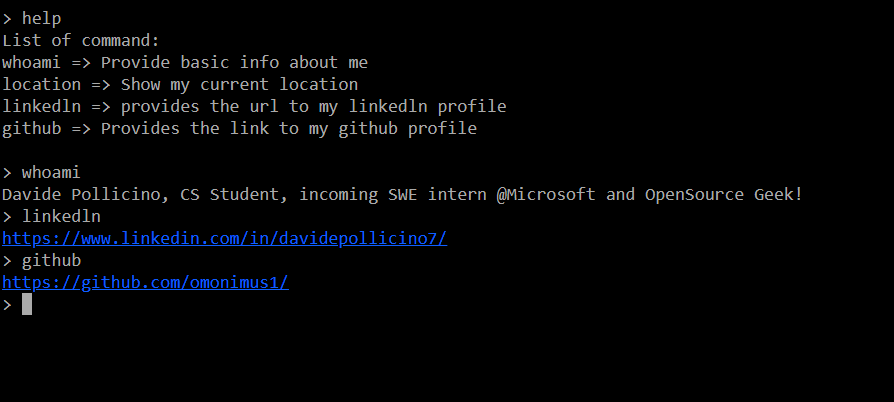 > help
List of command:
whoami => Provide basic info about me
location => Show my current location
linkedln => provides the url to my linkedln profile
github => Provides the link to my github profile
> whoami
Davide Pollicino, CS Student, incoming SWE intern @Microsoft and OpenSource Geek!
> linkedln
https://www.linkedin.com/in/davidepollicino7/
> github
https://github.com/omonimus1/
>